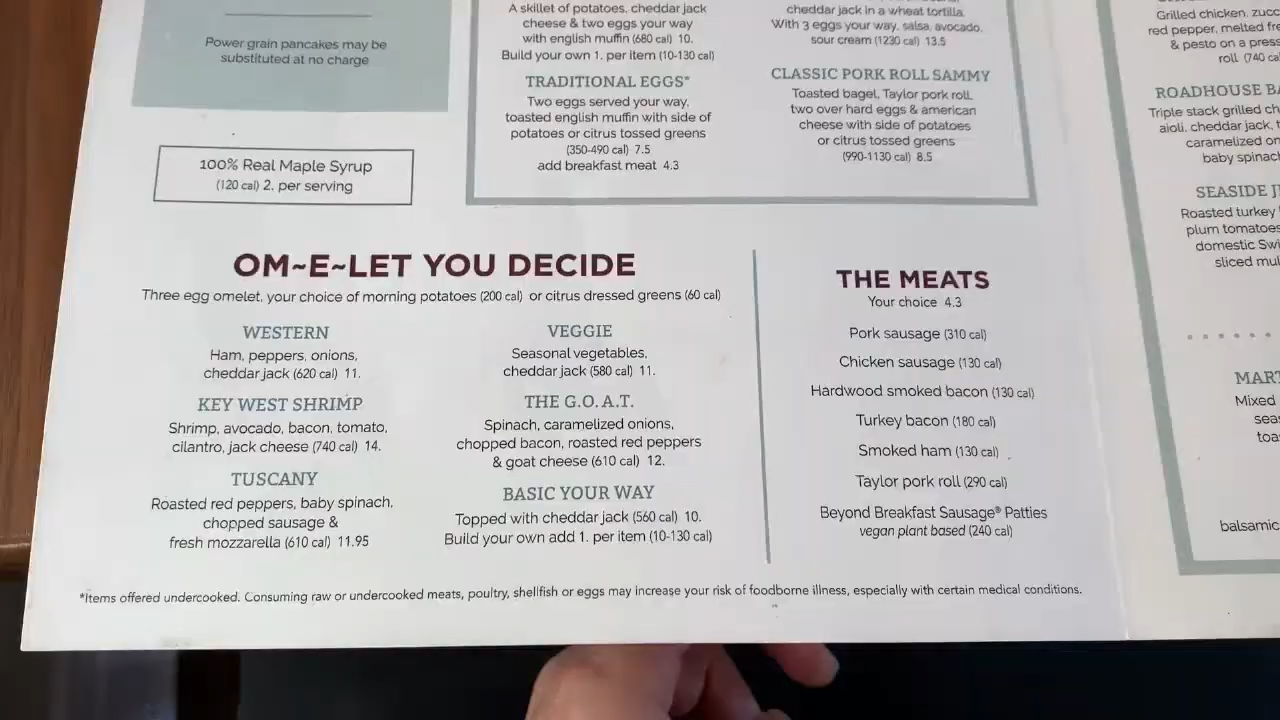 Power grain pancakes may be
substituted at no charge
100% Real Maple Syrup
(120 cal) 2. per serving
A skillet of potatoes, cheddar jack
cheese & two eggs your way
with english muffin (680 cal) 10.
Build your own 1. per item (10-130 cal)
TRADITIONAL EGGS*
Two eggs served your way,
toasted english muffin with side of
potatoes or citrus tossed greens
(350-490 cal) 7.5
add breakfast meat 4.3
cheddar jack in a wheat tortilla.
With 3 eggs your way, salsa, avocado,
sour cream (1230 cal) 13.5
CLASSIC PORK ROLL SAMMY
Toasted bagel, Taylor pork roll,
two over hard eggs & american
cheese with side of potatoes
or citrus tossed greens
(990-1130 cal) 8.5
OM~E~LET YOU DECIDE
Three egg omelet, your choice of morning potatoes (200 cal) or citrus dressed greens (60 cal)
WESTERN
Ham, peppers, onions,
cheddar jack (620 cal) 11.
KEY WEST SHRIMP
Shrimp, avocado, bacon, tomato,
cilantro, jack cheese (740 cal) 14.
TUSCANY
Roasted red peppers, baby spinach,
chopped sausage &
fresh mozzarella (610 cal) 11.95
VEGGIE
Seasonal vegetables,
cheddar jack (580 cal) 11.
THE G.O.A.T.
Spinach, caramelized onions,
chopped bacon, roasted red peppers
& goat cheese (610 cal) 12.
BASIC YOUR WAY
Topped with cheddar jack (560 cal) 10.
Build your own add 1. per item (10-130 cal)
THE MEATS
Your choice 4.3
Pork sausage (310 cal)
Chicken sausage (130 cal)
Hardwood smoked bacon (130 cal)
Turkey bacon (180 cal)
Smoked ham (130 cal)
Taylor pork roll (290 cal)
Beyond Breakfast Sausage® Patties
vegan plant based (240 cal)
*Items offered undercooked. Consuming raw or undercooked meats, poultry, shellfish or eggs may increase your risk of foodborne illness, especially with certain medical conditions.
Grilled chicken, zucc
red pepper, melted fre
& pesto on a press
roll (740 ca
ROADHOUSE BA
Triple stack grilled ch
aioli, cheddar jack, t
caramelized on
baby spinac
SEASIDE J
Roasted turkey
plum tomatoes
domestic Swi
sliced mul
MART
Mixed
sea
toa
balsamic